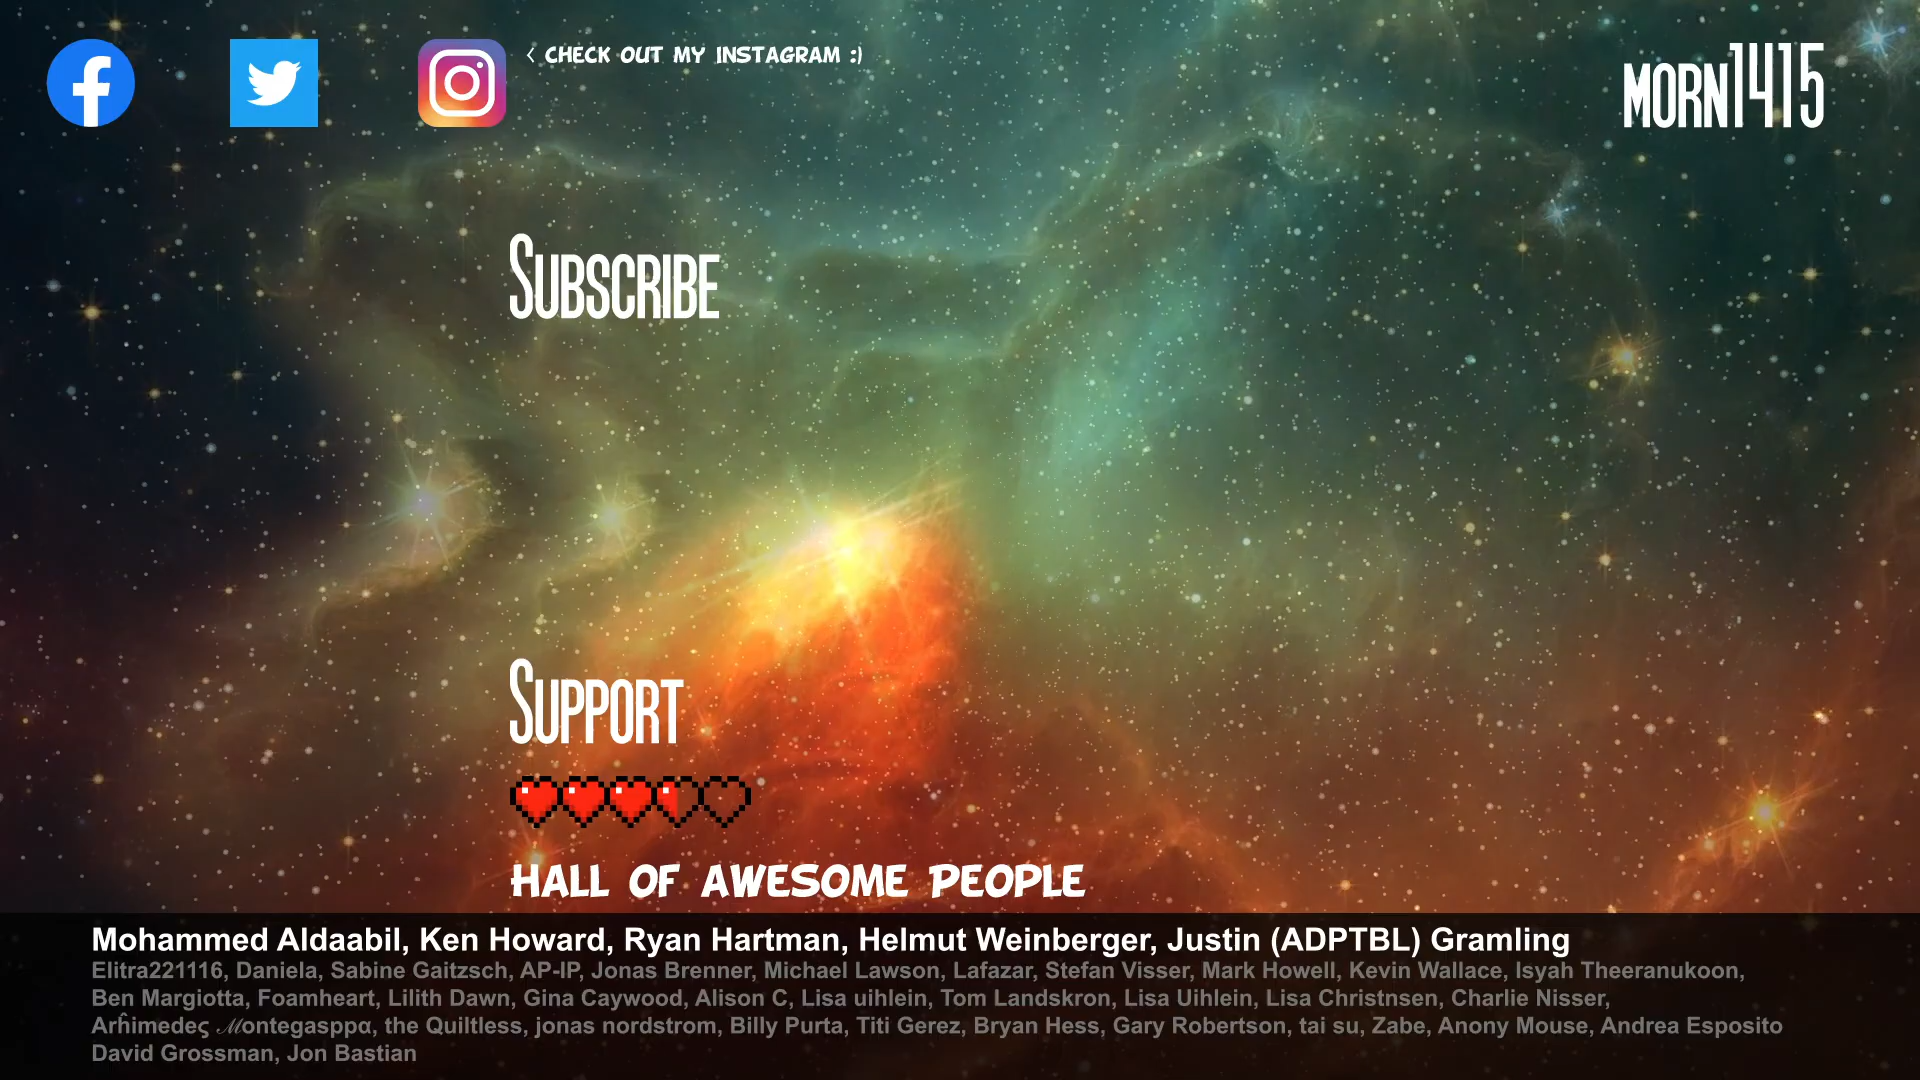 < CHECK OUT MY INSTAGRAM :)
MORN1415
SUBSCRIBE
SUPPORT
HALL OF AWESOME PEOPLE
Mohammed Aldaabil, Ken Howard, Ryan Hartman, Helmut Weinberger, Justin (ADPTBL) Gramling
Elitra221116, Daniela, Sabine Gaitzsch, AP-IP, Jonas Brenner, Michael Lawson, Lafazar, Stefan Visser, Mark Howell, Kevin Wallace, Isyah Theeranukoon,
Ben Margiotta, Foamheart, Lilith Dawn, Gina Caywood, Alison C, Lisa uihlein, Tom Landskron, Lisa Uihlein, Lisa Christnsen, Charlie Nisser,
Arĥimedeς ℳontegasppα, the Quiltless, jonas nordstrom, Billy Purta, Titi Gerez, Bryan Hess, Gary Robertson, tai su, Zabe, Anony Mouse, Andrea Esposito
David Grossman, Jon Bastian